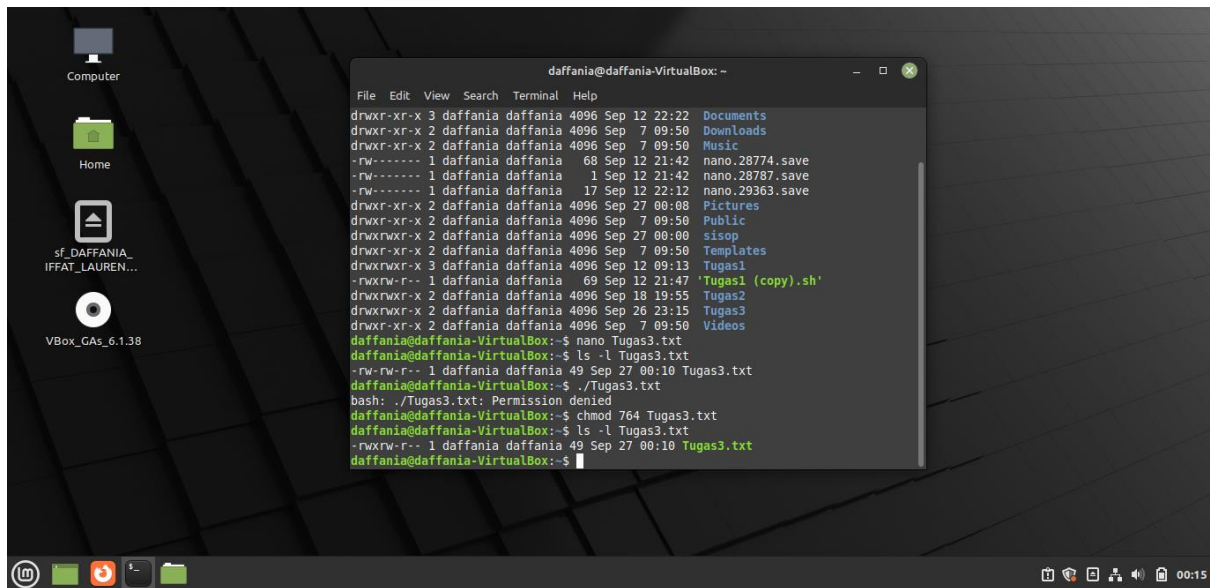 Computer
Home
sf_DAFFANIA_
IFFAT_LAUREN...
VBox_GAs_6.1.38
daffania@daffania-VirtualBox: ~
File Edit View Search Terminal Help
drwxr-xr-x 3 daffania daffania 4096 Sep 12 22:22 Documents
drwxr-xr-x 2 daffania daffania 4096 Sep  7 09:50 Downloads
drwxr-xr-x 2 daffania daffania 4096 Sep  7 09:50 Music
-rw------- 1 daffania daffania   68 Sep 12 21:42 nano.28774.save
-rw------- 1 daffania daffania    1 Sep 12 21:42 nano.28787.save
-rw------- 1 daffania daffania   17 Sep 12 22:12 nano.29363.save
drwxr-xr-x 2 daffania daffania 4096 Sep 27 00:08 Pictures
drwxr-xr-x 2 daffania daffania 4096 Sep  7 09:50 Public
drwxrwxr-x 2 daffania daffania 4096 Sep 27 00:00 sisop
drwxr-xr-x 2 daffania daffania 4096 Sep  7 09:50 Templates
drwxrwxr-x 3 daffania daffania 4096 Sep 12 09:13 Tugas1
-rwxrw-r-- 1 daffania daffania   69 Sep 12 21:47 'Tugas1 (copy).sh'
drwxrwxr-x 2 daffania daffania 4096 Sep 18 19:55 Tugas2
drwxrwxr-x 2 daffania daffania 4096 Sep 26 23:15 Tugas3
drwxr-xr-x 2 daffania daffania 4096 Sep  7 09:50 Videos
daffania@daffania-VirtualBox:~$ nano Tugas3.txt
daffania@daffania-VirtualBox:~$ ls -l Tugas3.txt
-rw-rw-r-- 1 daffania daffania 49 Sep 27 00:10 Tugas3.txt
daffania@daffania-VirtualBox:~$ ./Tugas3.txt
bash: ./Tugas3.txt: Permission denied
daffania@daffania-VirtualBox:~$ chmod 764 Tugas3.txt
daffania@daffania-VirtualBox:~$ ls -l Tugas3.txt
-rwxrw-r-- 1 daffania daffania 49 Sep 27 00:10 Tugas3.txt
daffania@daffania-VirtualBox:~$
00:15